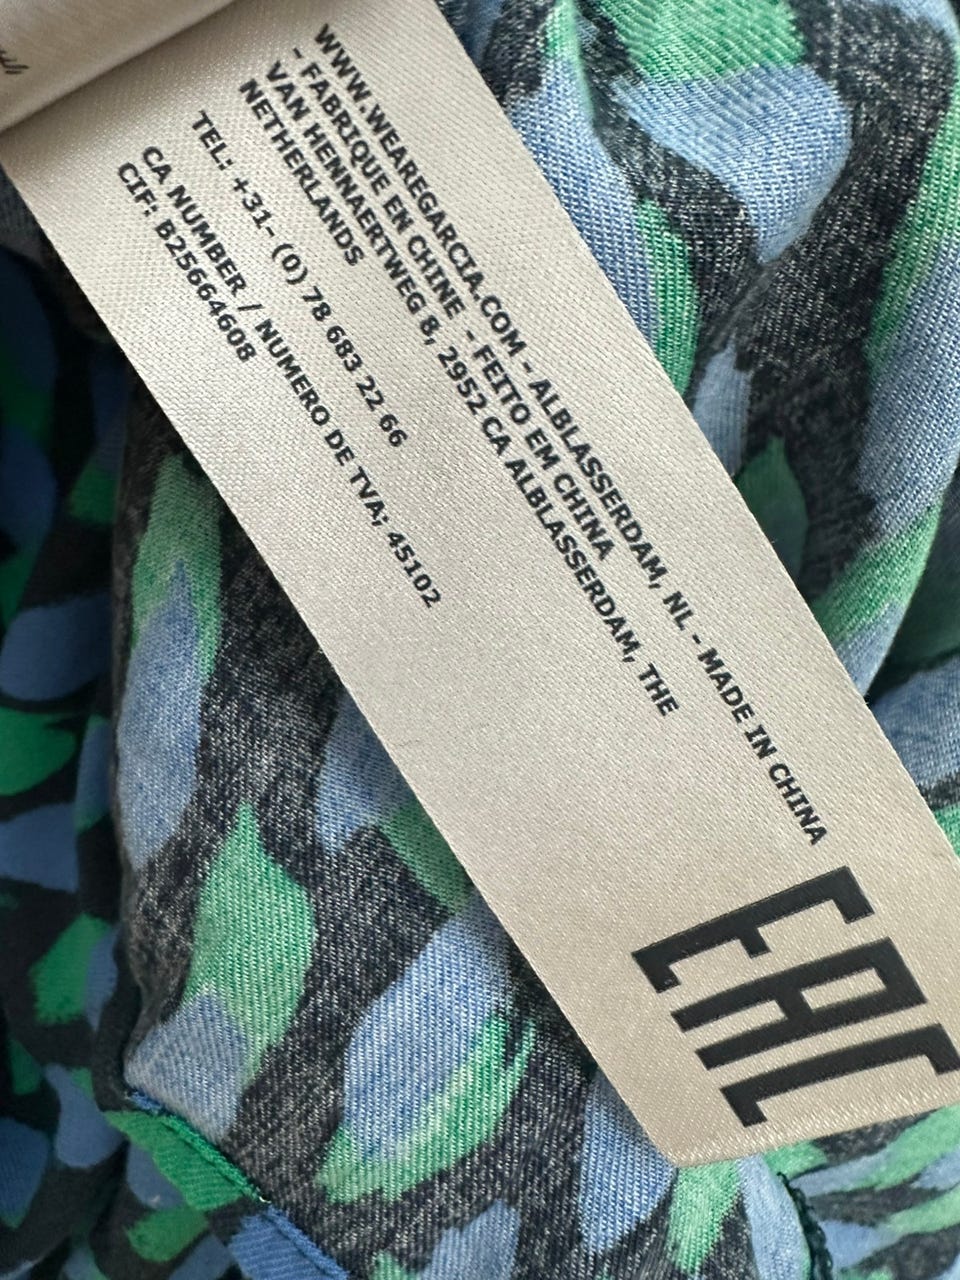 WWW.WEAREGARCIA.COM - ALBLASSERDAM, NL - MADE IN CHINA
- FABRIQUE EN CHINE - FEITO EM CHINA
VAN HENNAERTWEG 8, 2952 CA ALBLASSERDAM, THE
NETHERLANDS
TEL: +31- (0) 78 683 22 66
CA NUMBER / NUMERO DE TVA: 45102
CIF: B25664608
EAC